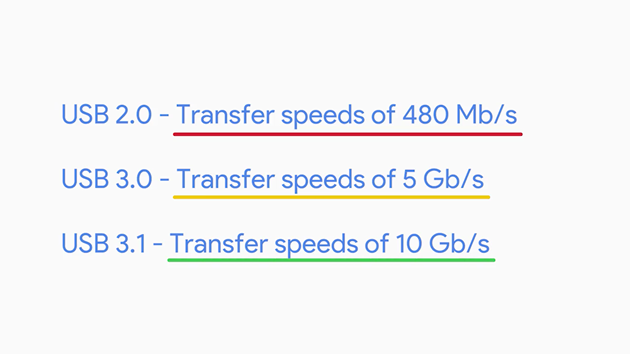 USB 2.0 - Transfer speeds of 480 Mb/s
USB 3.0 - Transfer speeds of 5 Gb/s
USB 3.1 - Transfer speeds of 10 Gb/s